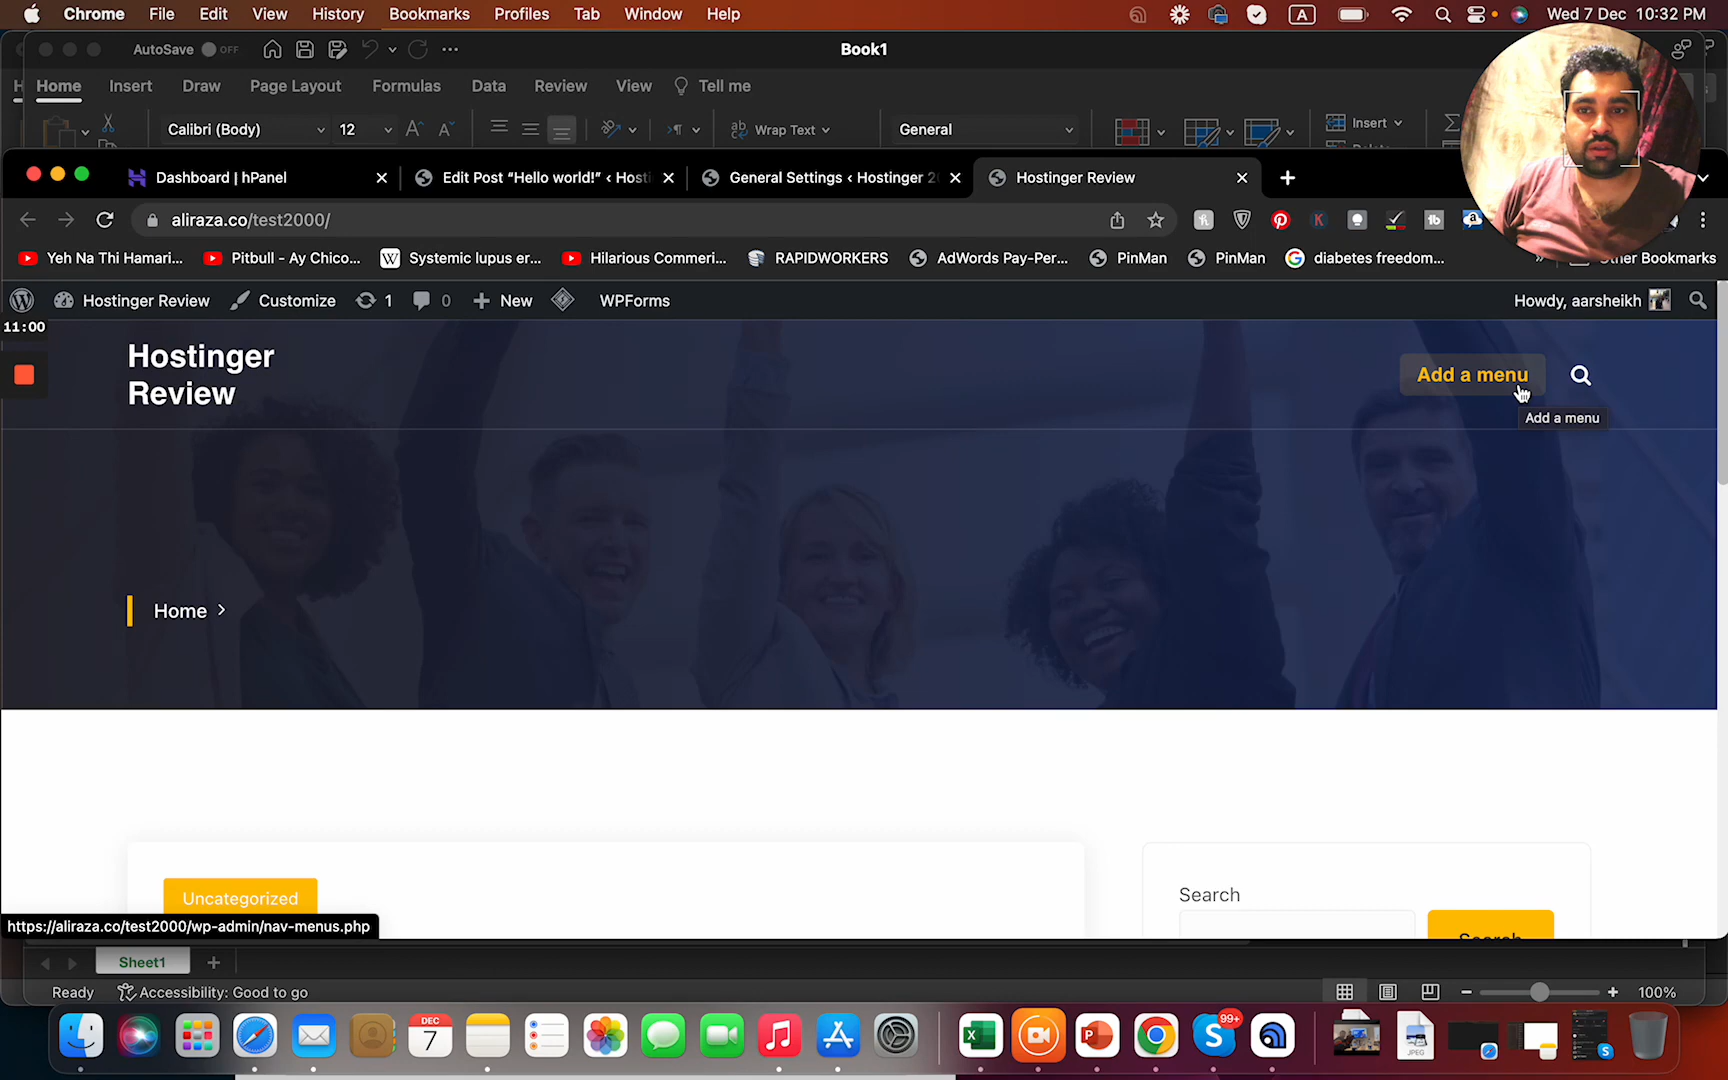 Chrome File Edit View History Bookmarks Profiles Tab Window Help A Wed 7 Dec 10:32 PM
AutoSave OFF Book1
Home Insert Draw Page Layout Formulas Data Review View Tell me
Calibri (Body) 12 Wrap Text General Insert
Dashboard | hPanel Edit Post “Hello world!” ‹ Hosti General Settings ‹ Hostinger 20 Hostinger Review
aliraza.co/test2000/
Yeh Na Thi Hamari... Pitbull - Ay Chico... Systemic lupus er... Hilarious Commeri... RAPIDWORKERS AdWords Pay-Per... PinMan PinMan diabetes freedom... Other Bookmarks
Hostinger Review Customize 1 0 New WPForms Howdy, aarsheikh
11:00
Hostinger
Review
Add a menu
Add a menu
Home
Uncategorized
Search
Search
https://aliraza.co/test2000/wp-admin/nav-menus.php
Sheet1
Ready Accessibility: Good to go 100%
DEC
7
99+
JPEG